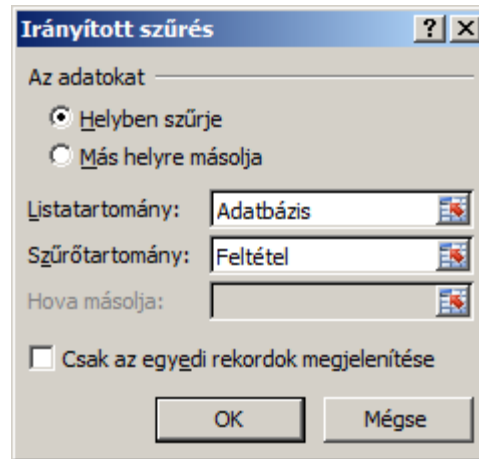 Irányított szűrés
Az adatokat
Helyben szűrje
Más helyre másolja
Listatartomány: Adatbázis
Szűrőtartomány: Feltétel
Hova másolja:
Csak az egyedi rekordok megjelenítése
OK Mégse